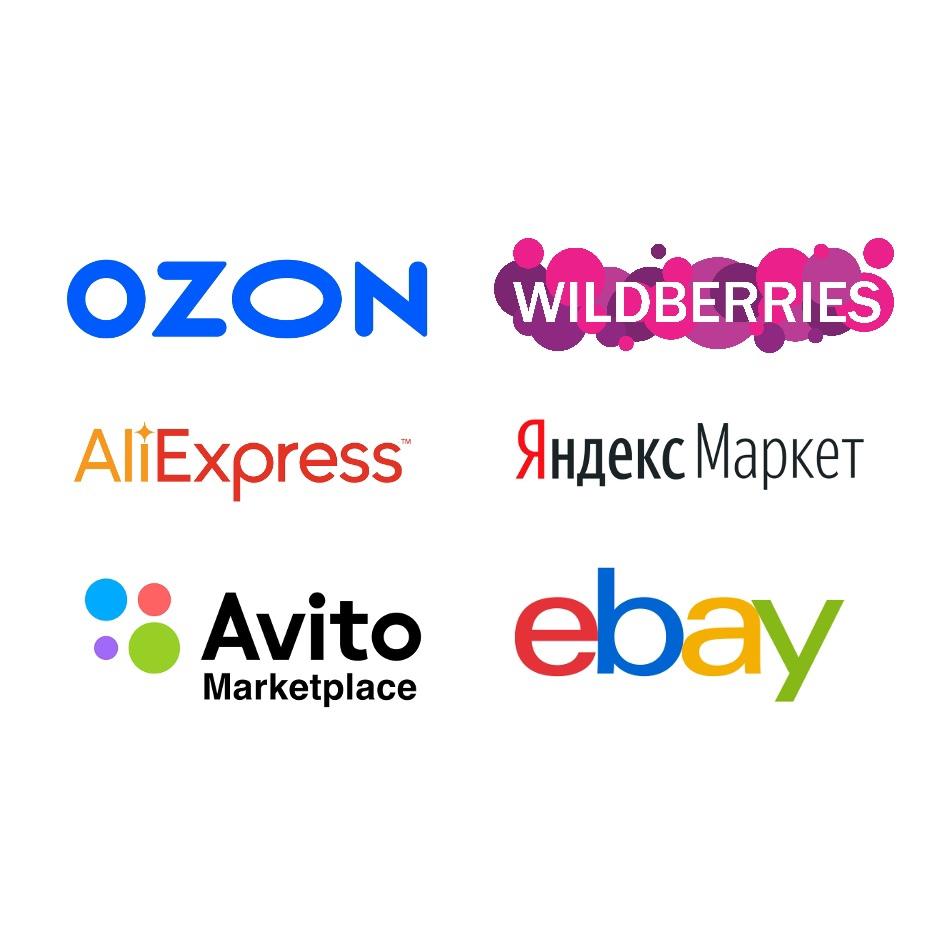 OZON
WILDBERRIES
AliExpress™
Яндекс Маркет
Avito
Marketplace
ebay